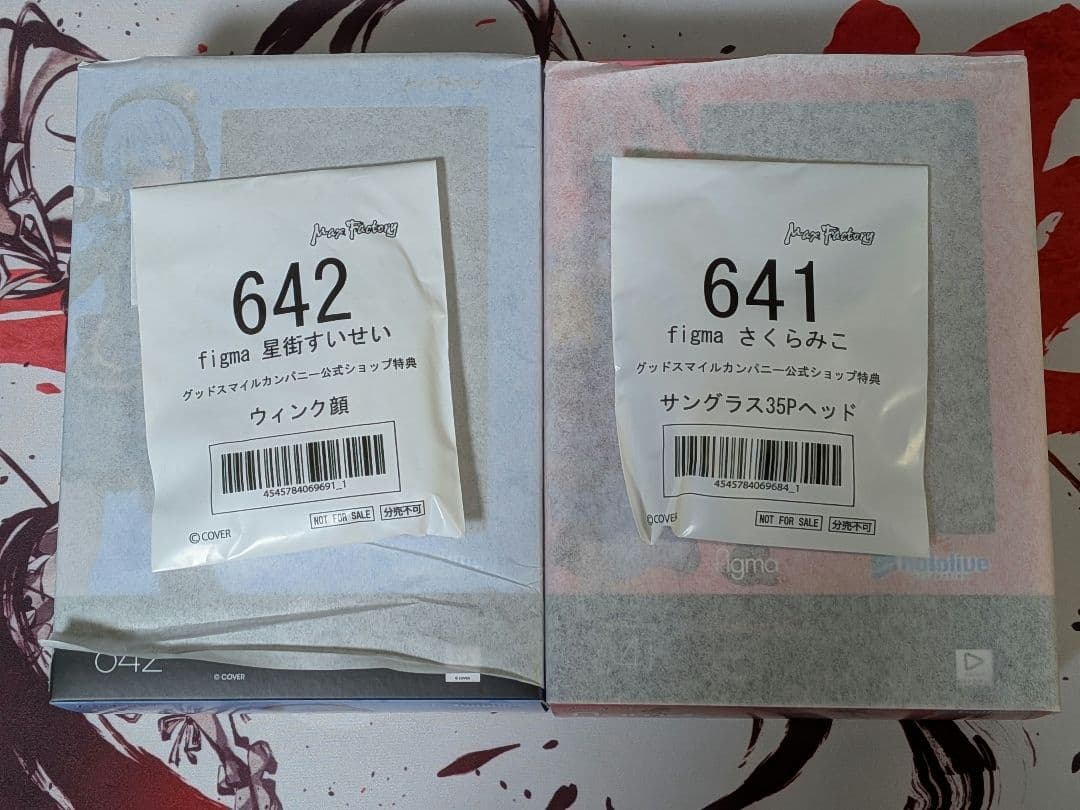 Max Factory
642
figma 星街すいせい
グッドスマイルカンパニー公式ショップ特典
ウィンク顔
4545784069691_1
NOT FOR SALE 分売不可
©COVER
642
© COVER
© COVER
Max Factory
641
figma さくらみこ
グッドスマイルカンパニー公式ショップ特典
サングラス35Pヘッド
4545784069684_1
©COVER
NOT FOR SALE 分売不可
figma
hololive